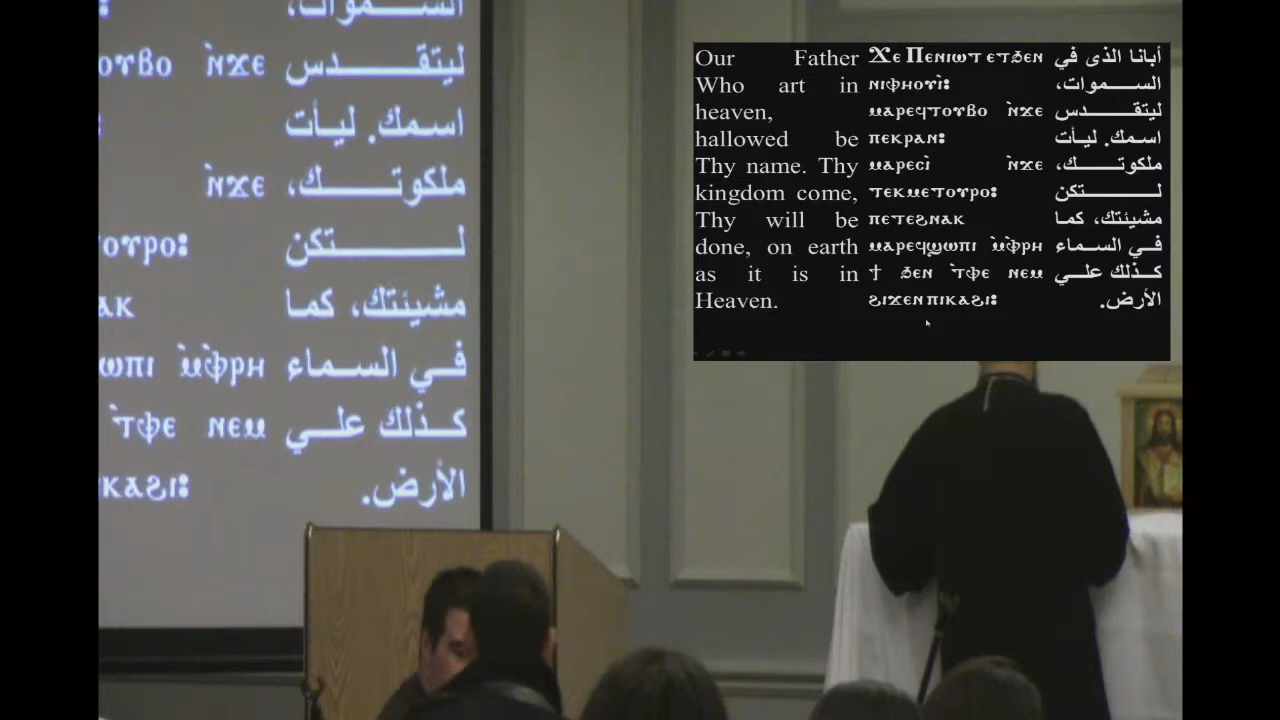 السموات،
ⲟⲩⲃⲟ ⲛ̀ϫⲉ
:
ⲛ̀ϫⲉ
ⲟⲩⲣⲟ:
ⲁⲕ
ⲱⲡⲓ ⲙ̀ⲫ̀ⲣⲏ
ⲧ̀ⲫⲉ ⲛⲉⲙ
ⲕⲁϩⲓ:
ليتقدس
اسمك. ليأت
ملكوتك،
لتكن
مشيئتك، كما
في السماء
كذلك علي
الأرض.
Our Father
Who art in
heaven,
hallowed be
Thy name. Thy
kingdom come,
Thy will be
done, on earth
as it is in
Heaven.
Ϫⲉ Ⲡⲉⲛⲓⲱⲧ ⲉⲧϧⲉⲛ
ⲛⲓⲫⲏⲟⲩⲓ̀:
ⲙⲁⲣⲉϥⲧⲟⲩⲃⲟ ⲛ̀ϫⲉ
ⲡⲉⲕⲣⲁⲛ:
ⲙⲁⲣⲉⲥⲓ̀ ⲛ̀ϫⲉ
ⲧⲉⲕⲙⲉⲧⲟⲩⲣⲟ:
ⲡⲉⲧⲉϩⲛⲁⲕ
ⲙⲁⲣⲉϥϣⲱⲡⲓ ⲙ̀ⲫ̀ⲣⲏ
ϯ ϧⲉⲛ ⲧ̀ⲫⲉ ⲛⲉⲙ
ϩⲓϫⲉⲛ ⲡⲓⲕⲁϩⲓ:
أبانا الذى في
السموات،
ليتقدس
اسمك. ليأت
ملكوتك،
لتكن
مشيئتك، كما
في السماء
كذلك علي
الأرض.